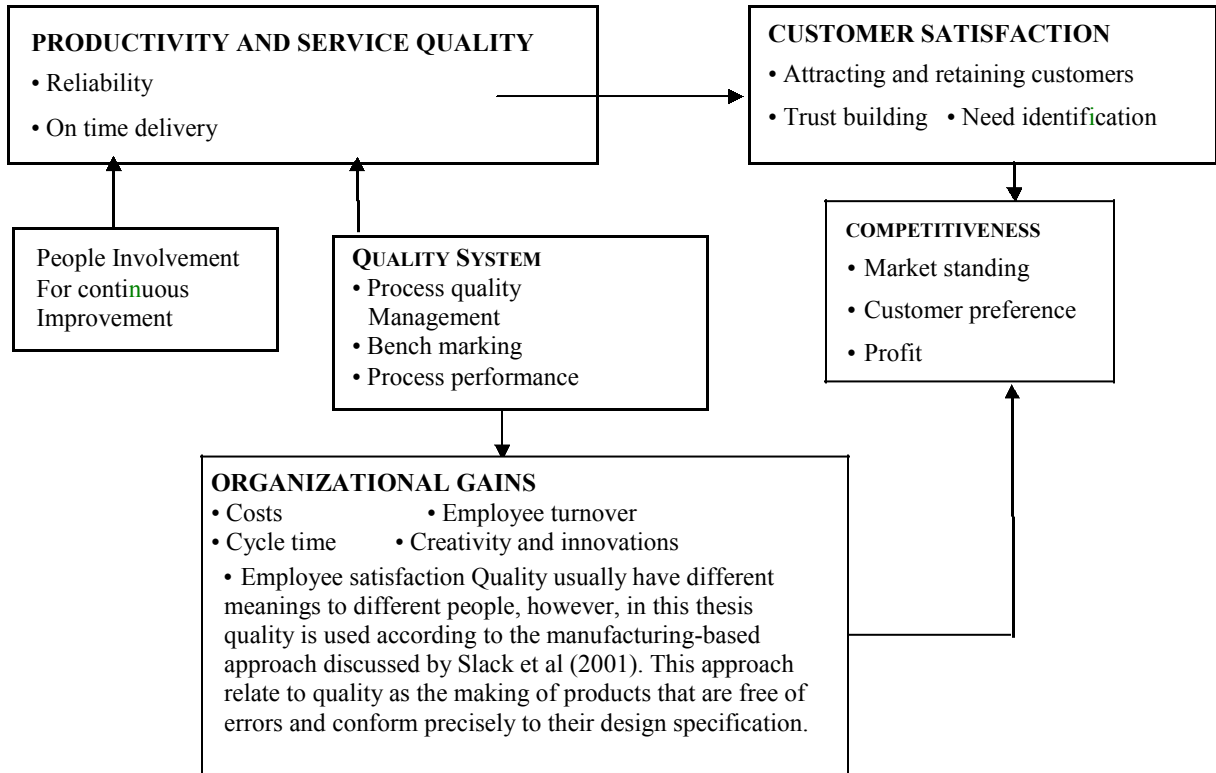 PRODUCTIVITY AND SERVICE QUALITY
• Reliability
• On time delivery
CUSTOMER SATISFACTION
• Attracting and retaining customers
• Trust building • Need identification
People Involvement
For continuous
Improvement
QUALITY SYSTEM
• Process quality
Management
• Bench marking
• Process performance
COMPETITIVENESS
• Market standing
• Customer preference
• Profit
ORGANIZATIONAL GAINS
• Costs • Employee turnover
• Cycle time • Creativity and innovations
• Employee satisfaction Quality usually have different
meanings to different people, however, in this thesis
quality is used according to the manufacturing-based
approach discussed by Slack et al (2001). This approach
relate to quality as the making of products that are free of
errors and conform precisely to their design specification.